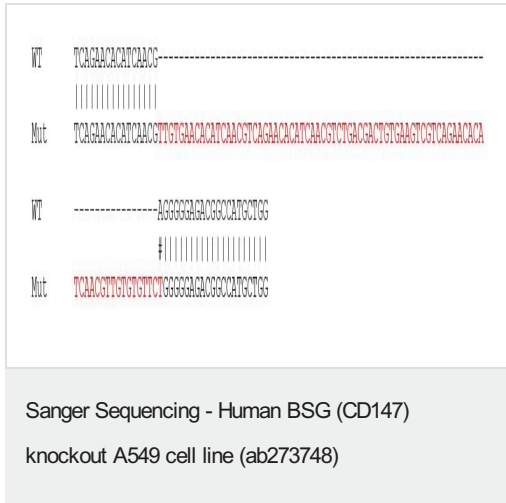 WT TCAGAACACATCAACG--------------------------------------------------------------
||||||||||||||||
Mut TCAGAACACATCAACGTTGTGAACACATCAACGTCAGAACACATCAACGTCTGACGACTGTGAAGTCGTCAGAACACA
WT ----------------AGGGGGAGACGGCCATGCTGG
#||||||||||||||||||||
Mut TCAACGTTGTGTGTTCTGGGGGAGACGGCCATGCTGG
Sanger Sequencing - Human BSG (CD147)
knockout A549 cell line (ab273748)